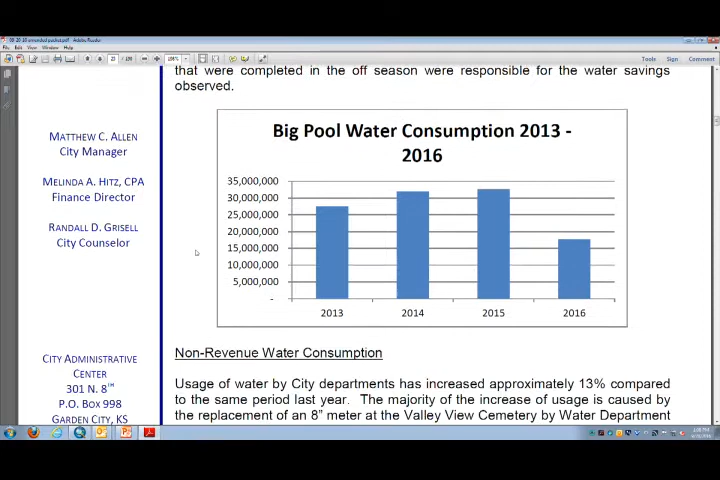 Tools
Sign
Comment
that were completed in the off season were responsible for the water savings
observed.
MATTHEW C. ALLEN
City Manager
MELINDA A. HITZ, CPA
Finance Director
RANDALL D. GRISELL
City Counselor
CITY ADMINISTRATIVE
CENTER
301 N. 8TH
P.O. BOX 998
GARDEN CITY, KS
Big Pool Water Consumption 2013 -
2016
35,000,000
30,000,000
25,000,000
20,000,000
15,000,000
10,000,000
5,000,000
-
2013 2014 2015 2016
Non-Revenue Water Consumption
Usage of water by City departments has increased approximately 13% compared
to the same period last year. The majority of the increase of usage is caused by
the replacement of an 8" meter at the Valley View Cemetery by Water Department